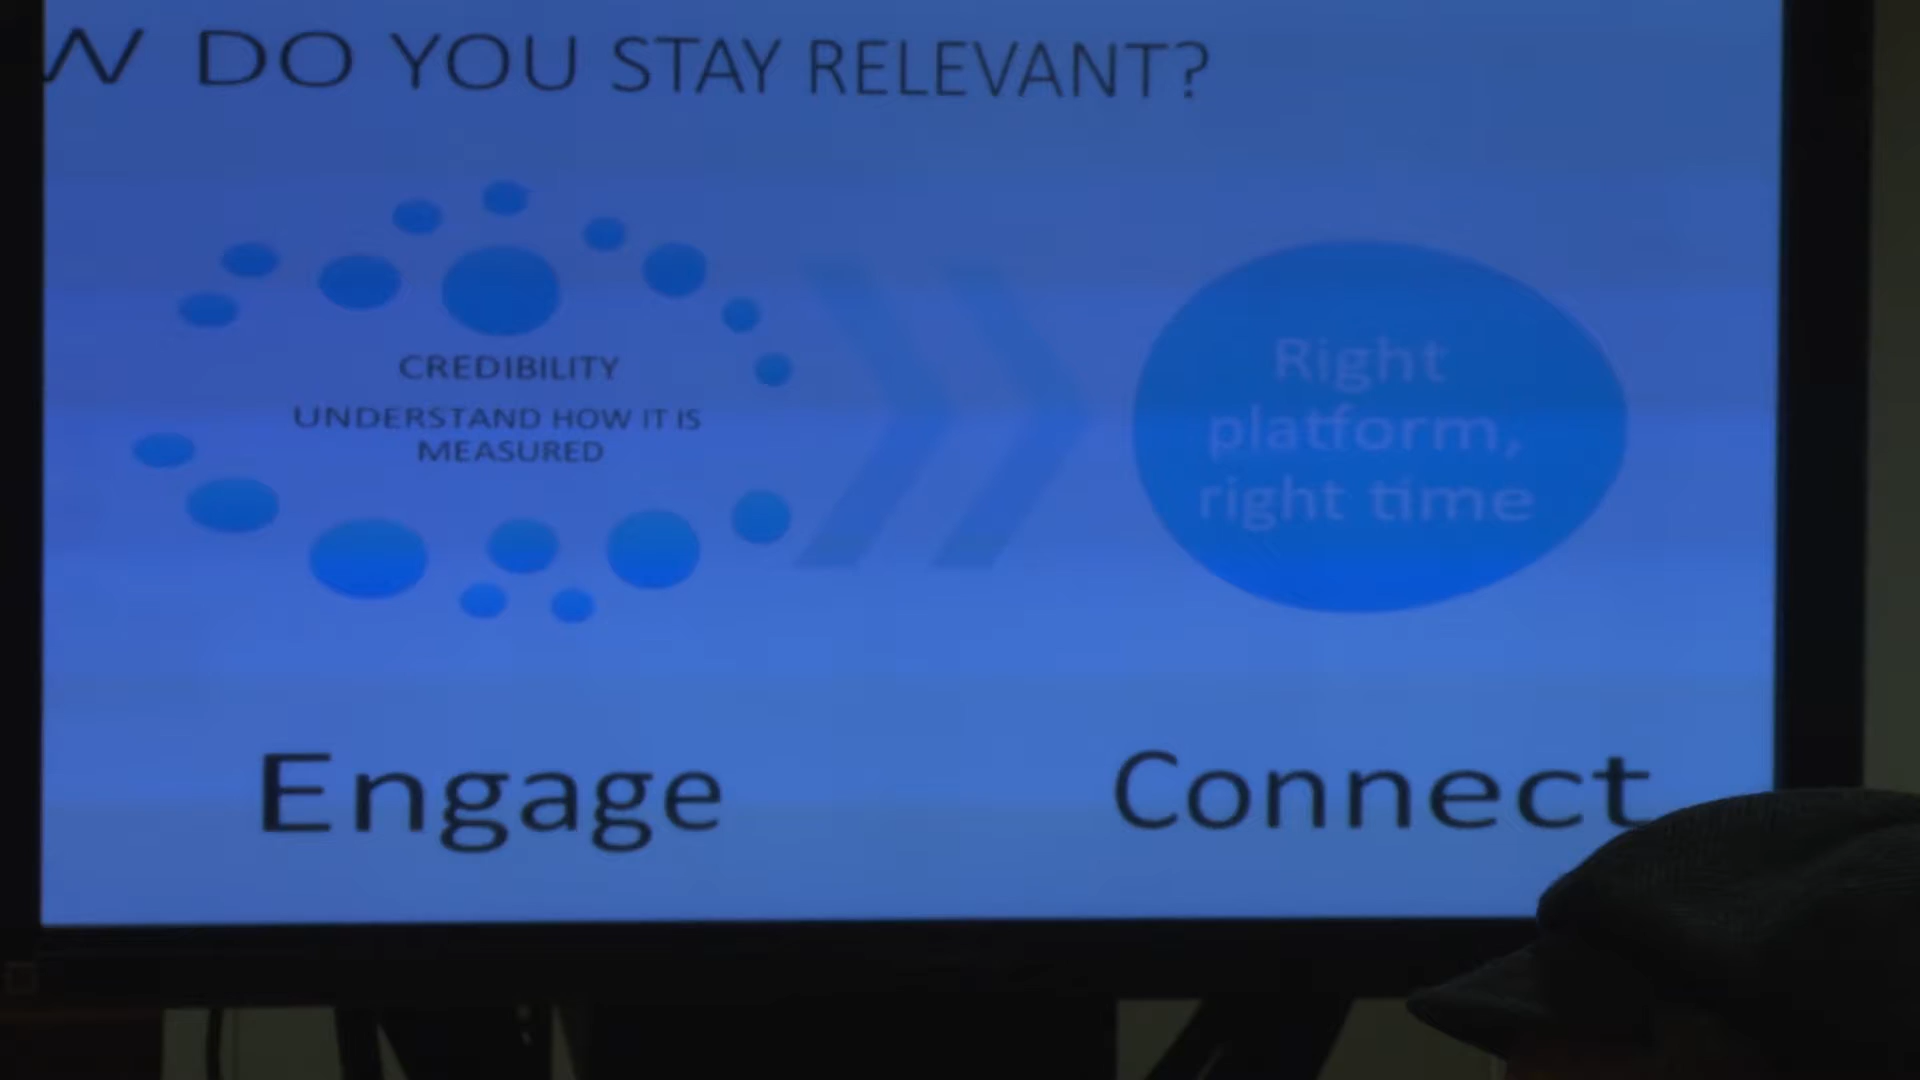 W DO YOU STAY RELEVANT?
CREDIBILITY
UNDERSTAND HOW IT IS
MEASURED
Right
platform,
right time
Engage
Connect